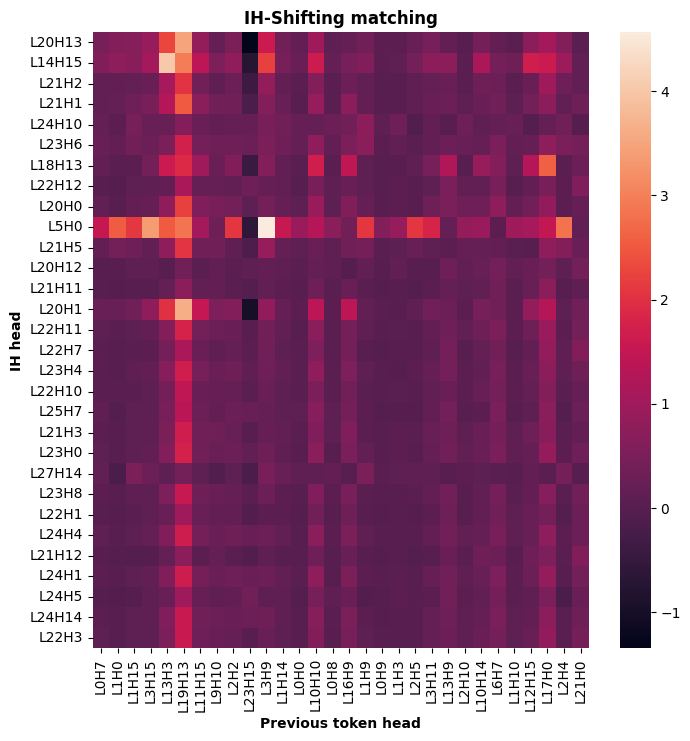 IH-Shifting matching
IH head
L20H13
L14H15
L21H2
L21H1
L24H10
L23H6
L18H13
L22H12
L20H0
L5H0
L21H5
L20H12
L21H11
L20H1
L22H11
L22H7
L23H4
L22H10
L25H7
L21H3
L23H0
L27H14
L23H8
L22H1
L24H4
L21H12
L24H1
L24H5
L24H14
L22H3
L0H7
L1H0
L1H15
L3H15
L13H3
L19H13
L11H15
L9H10
L2H2
L23H15
L3H9
L1H14
L0H0
L10H10
L0H8
L16H9
L1H9
L0H9
L1H3
L2H5
L3H11
L13H9
L2H10
L10H14
L6H7
L1H10
L12H15
L17H0
L2H4
L21H0
Previous token head
4
3
2
1
0
−1